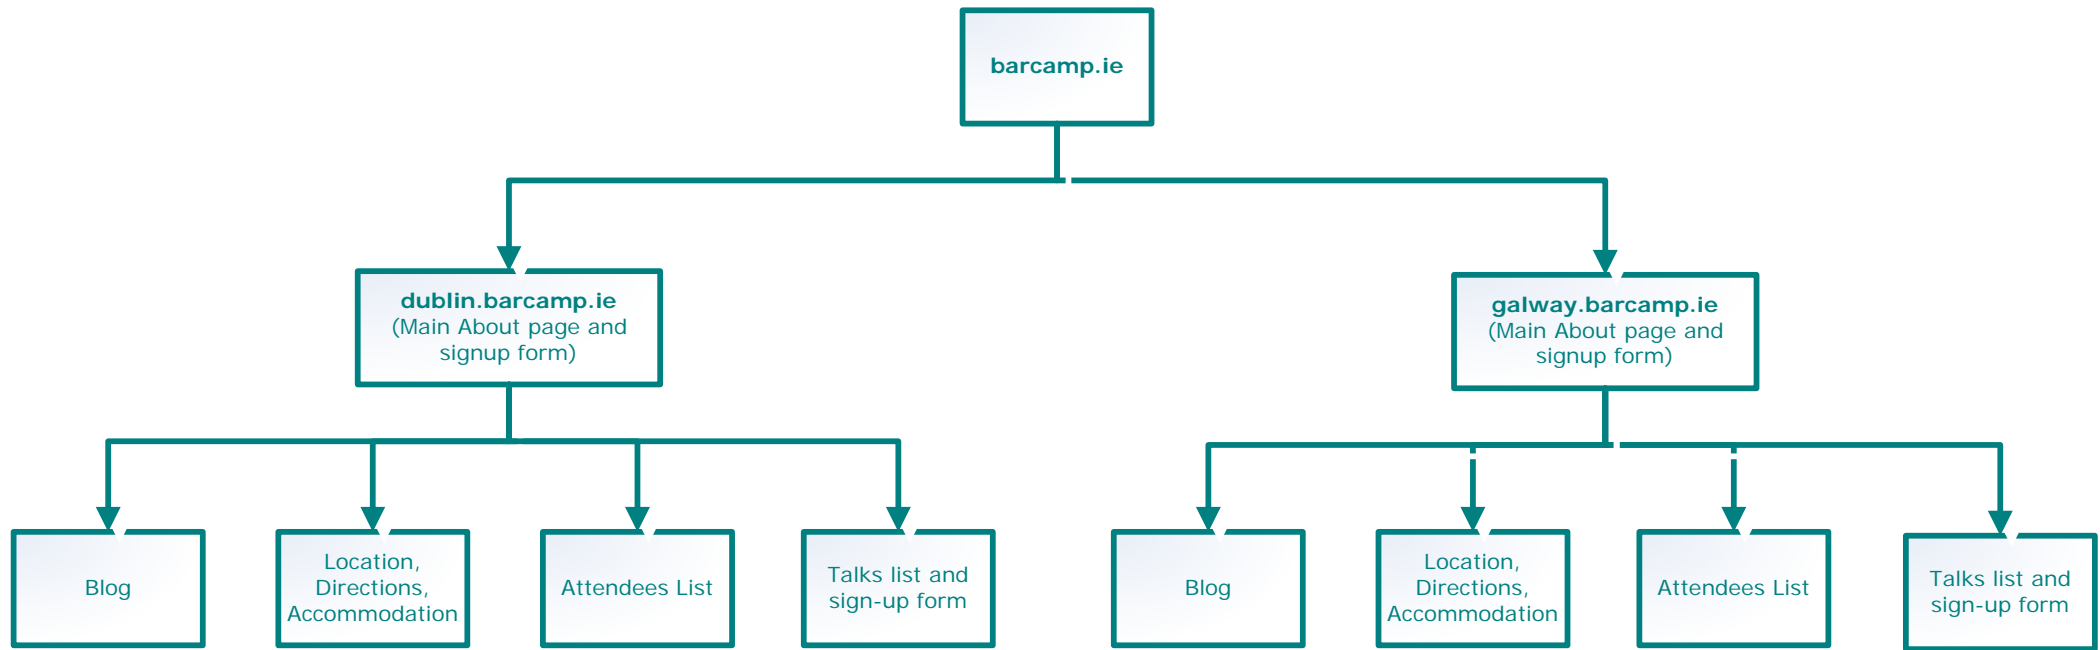 barcamp.ie
dublin.barcamp.ie
(Main About page and
signup form)
galway.barcamp.ie
(Main About page and
signup form)
Blog
Location,
Directions,
Accommodation
Attendees List
Talks list and
sign-up form
Blog
Location,
Directions,
Accommodation
Attendees List
Talks list and
sign-up form